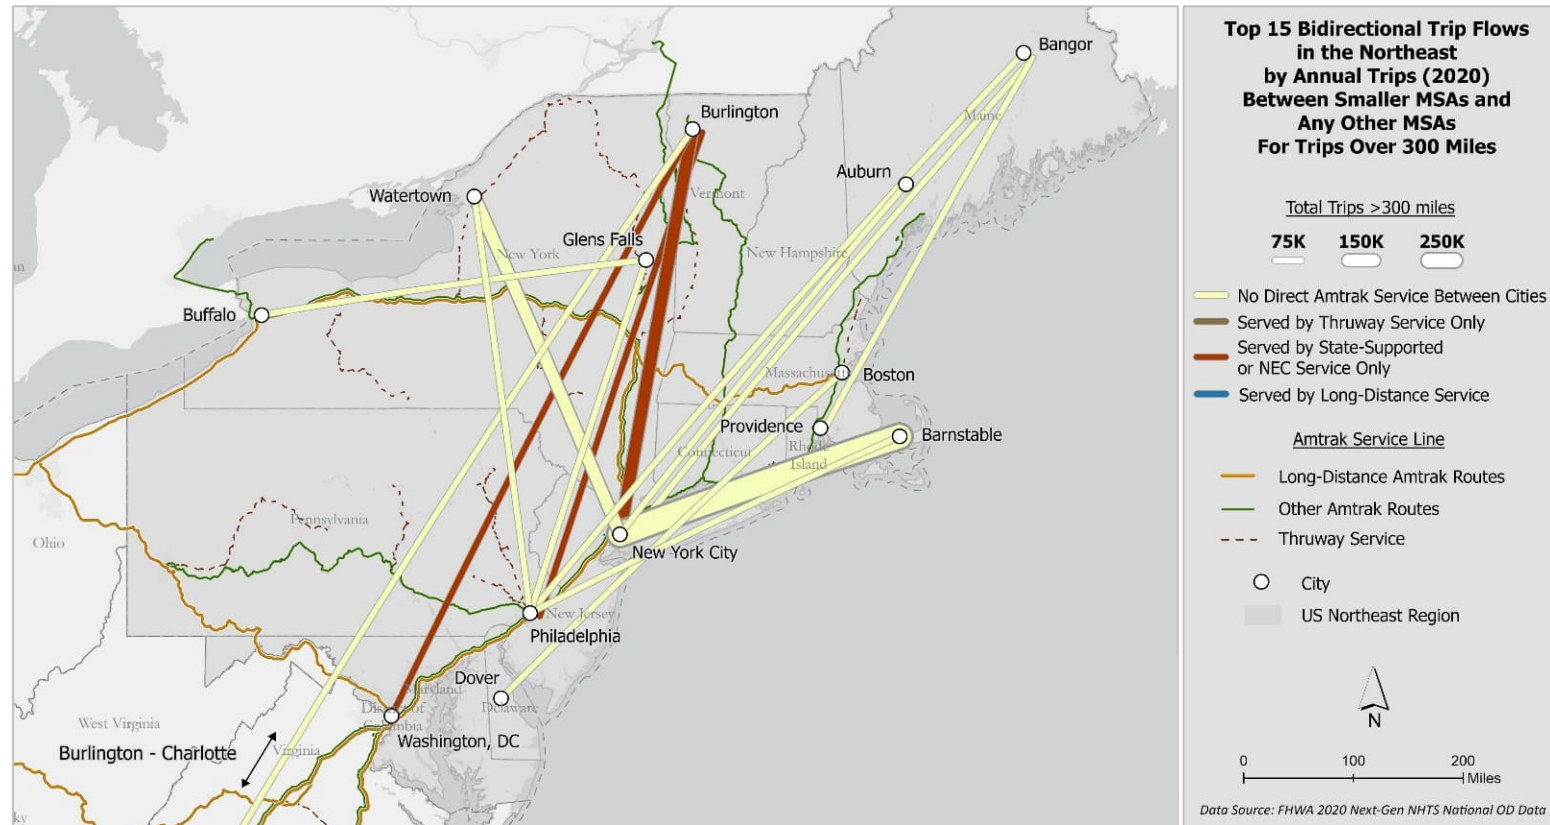 Bangor
Burlington
Maine
Auburn
Watertown
Vermont
Glens Falls
New York
New Hampshire
Buffalo
Massachusett
Boston
Providence
Barnstable
Connecticut
Rhode
Island
Pennsylvania
Ohio
New York City
New Jersey
Philadelphia
Dover
Maryland
Delaware
District of
Columbia
West Virginia
Washington, DC
Burlington - Charlotte
Virginia
ky
Top 15 Bidirectional Trip Flows
in the Northeast
by Annual Trips (2020)
Between Smaller MSAs and
Any Other MSAs
For Trips Over 300 Miles
Total Trips >300 miles
75K 150K 250K
No Direct Amtrak Service Between Cities
Served by Thruway Service Only
Served by State-Supported
or NEC Service Only
Served by Long-Distance Service
Amtrak Service Line
Long-Distance Amtrak Routes
Other Amtrak Routes
Thruway Service
City
US Northeast Region
N
0 100 200
Miles
Data Source: FHWA 2020 Next-Gen NHTS National OD Data